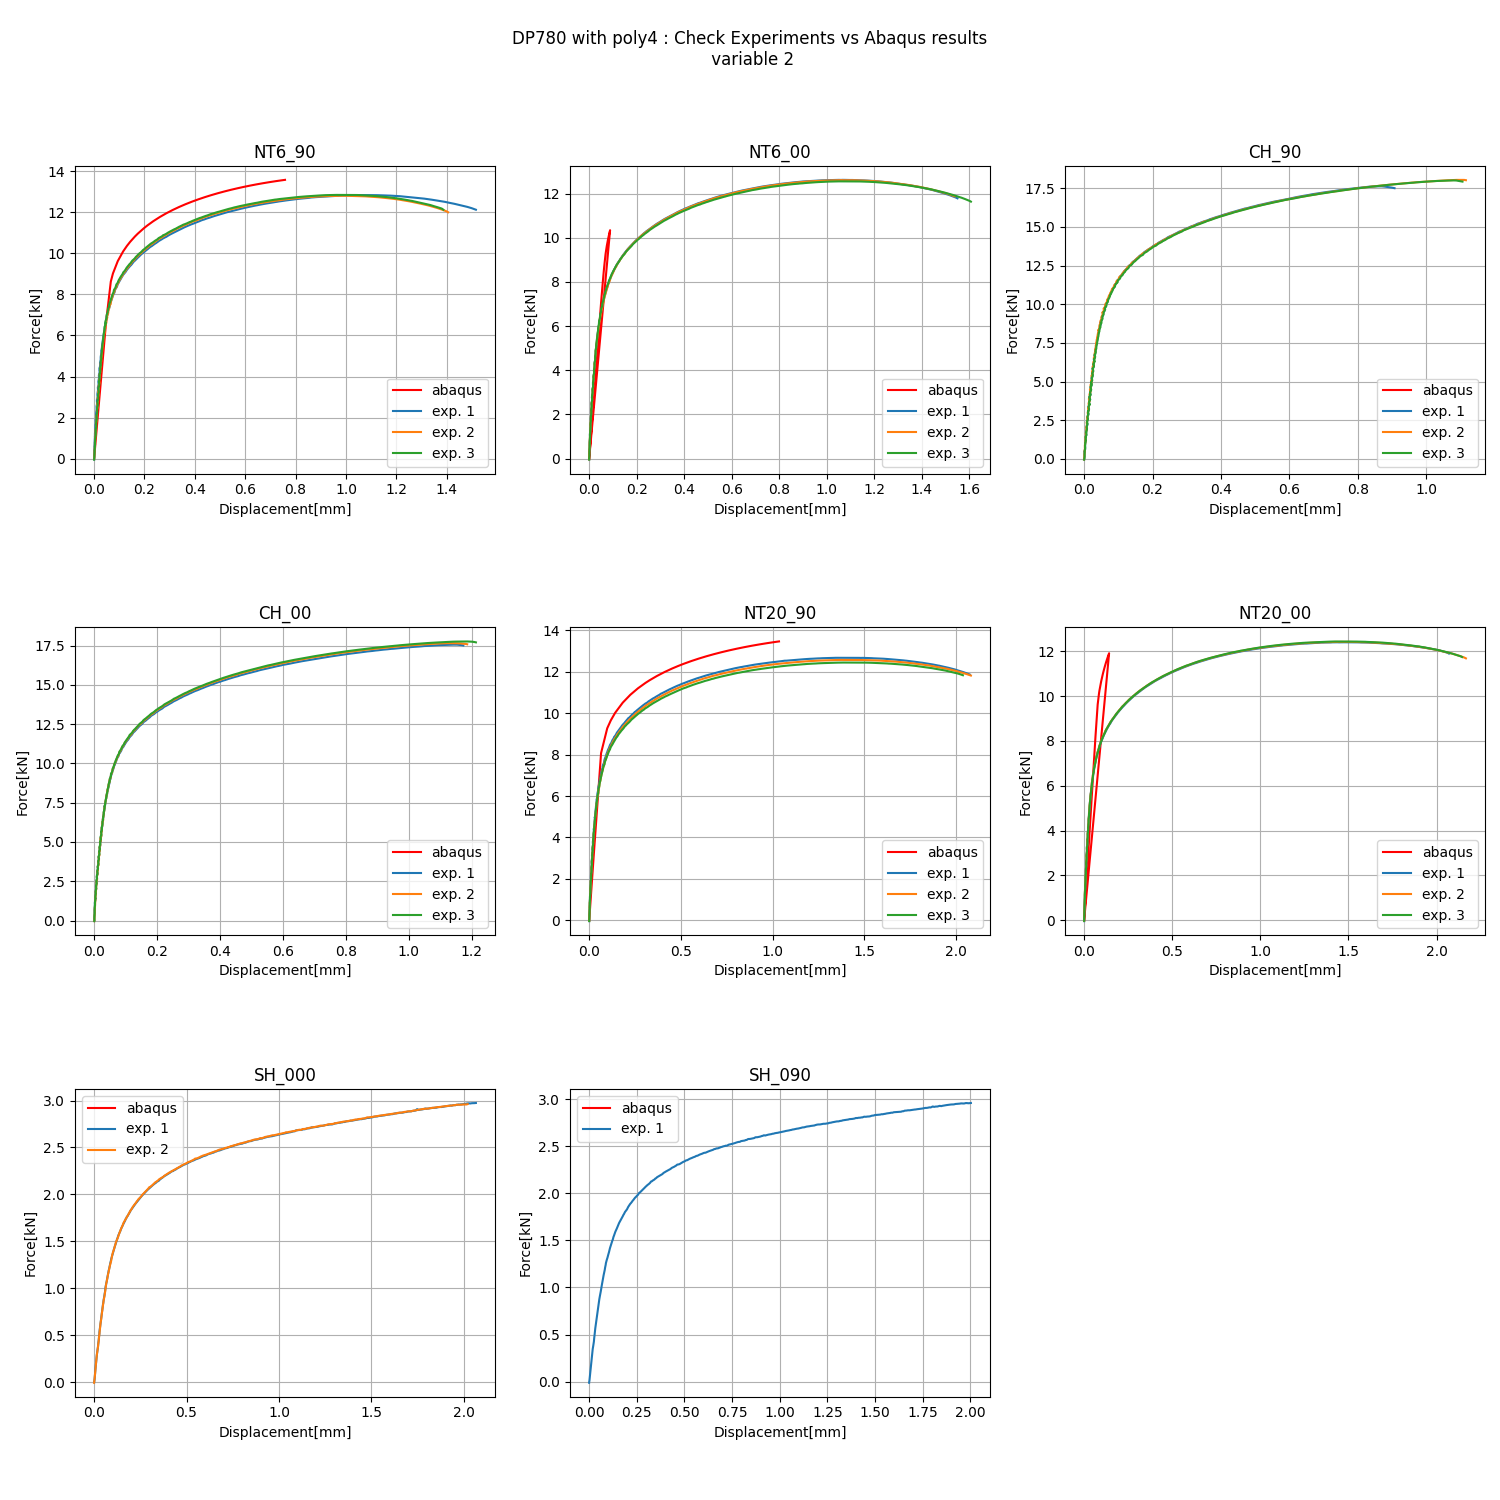 DP780 with poly4 : Check Experiments vs Abaqus results
variable 2
NT6_90
14
12
10
8
6
4
2
0
Force[kN]
0.0 0.2 0.4 0.6 0.8 1.0 1.2 1.4
Displacement[mm]
abaqus
exp. 1
exp. 2
exp. 3
NT6_00
12
10
8
6
4
2
0
Force[kN]
0.0 0.2 0.4 0.6 0.8 1.0 1.2 1.4 1.6
Displacement[mm]
abaqus
exp. 1
exp. 2
exp. 3
CH_90
17.5
15.0
12.5
10.0
7.5
5.0
2.5
0.0
Force[kN]
0.0 0.2 0.4 0.6 0.8 1.0
Displacement[mm]
abaqus
exp. 1
exp. 2
exp. 3
CH_00
17.5
15.0
12.5
10.0
7.5
5.0
2.5
0.0
Force[kN]
0.0 0.2 0.4 0.6 0.8 1.0 1.2
Displacement[mm]
abaqus
exp. 1
exp. 2
exp. 3
NT20_90
14
12
10
8
6
4
2
0
Force[kN]
0.0 0.5 1.0 1.5 2.0
Displacement[mm]
abaqus
exp. 1
exp. 2
exp. 3
NT20_00
12
10
8
6
4
2
0
Force[kN]
0.0 0.5 1.0 1.5 2.0
Displacement[mm]
abaqus
exp. 1
exp. 2
exp. 3
SH_000
3.0
2.5
2.0
1.5
1.0
0.5
0.0
Force[kN]
0.0 0.5 1.0 1.5 2.0
Displacement[mm]
abaqus
exp. 1
exp. 2
SH_090
3.0
2.5
2.0
1.5
1.0
0.5
0.0
Force[kN]
0.00 0.25 0.50 0.75 1.00 1.25 1.50 1.75 2.00
Displacement[mm]
abaqus
exp. 1